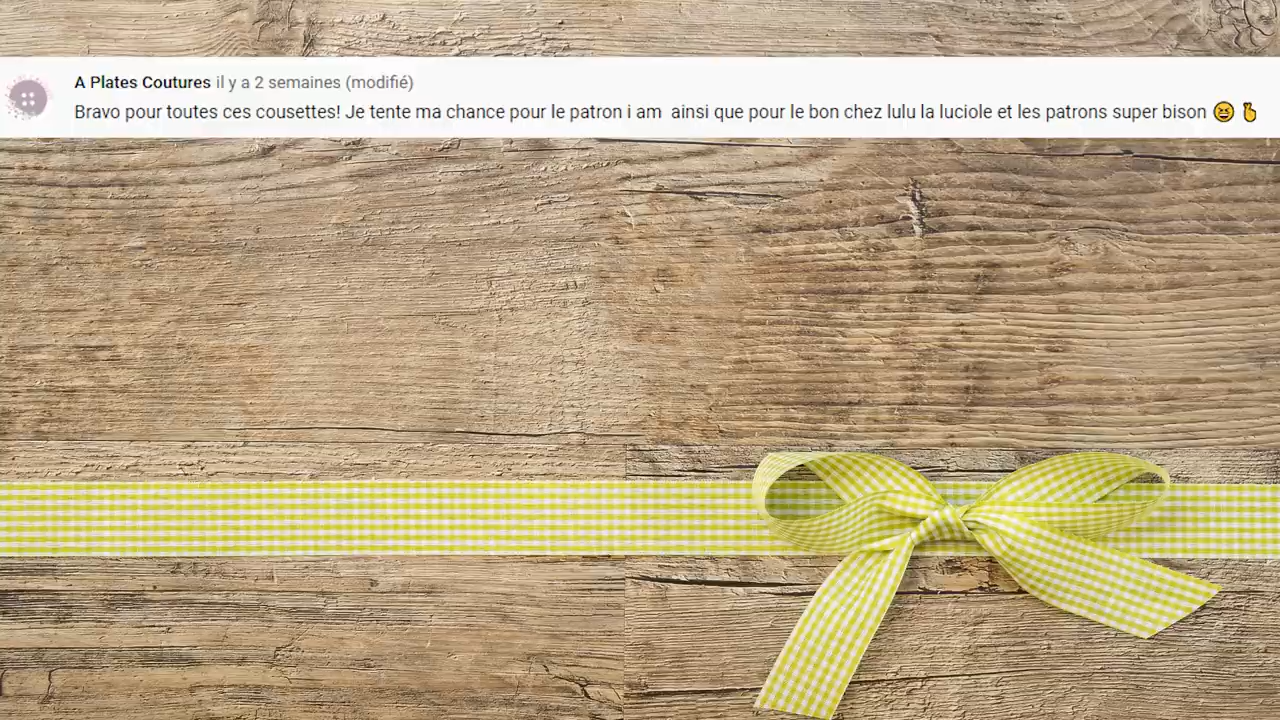 A Plates Coutures il y a 2 semaines (modifié)
Bravo pour toutes ces cousettes! Je tente ma chance pour le patron i am  ainsi que pour le bon chez lulu la luciole et les patrons super bison 😆 🤞